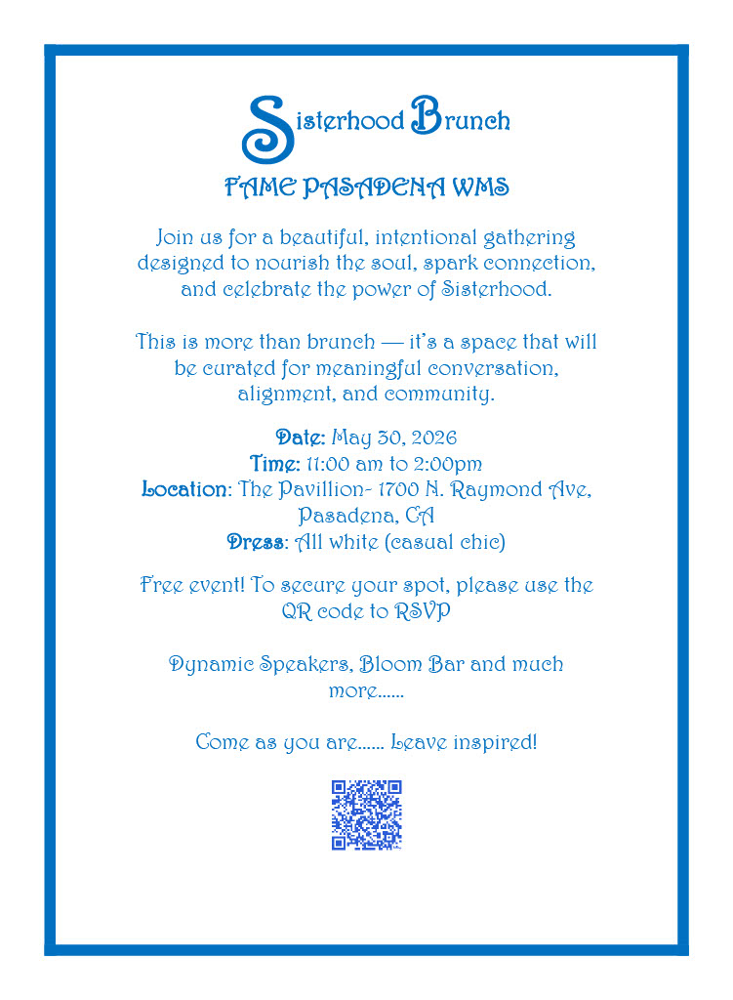 Sisterhood Brunch
FAME PASADENA WMS
Join us for a beautiful, intentional gathering
designed to nourish the soul, spark connection,
and celebrate the power of Sisterhood.
This is more than brunch — it's a space that will
be curated for meaningful conversation,
alignment, and community.
Date: May 30, 2026
Time: 11:00 am to 2:00pm
Location: The Pavillion- 1700 N. Raymond Ave,
Pasadena, CA
Dress: All white (casual chic)
Free event! To secure your spot, please use the
QR code to RSVP
Dynamic Speakers, Bloom Bar and much
more......
Come as you are...... Leave inspired!